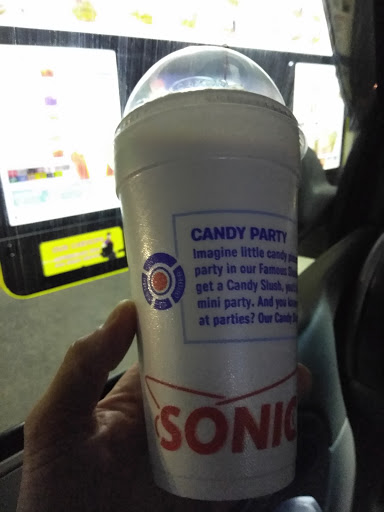 CANDY PARTY
Imagine little candy
party in our Famous
get a Candy Slush,
mini party. And you
at parties? Our Candy
SONIC